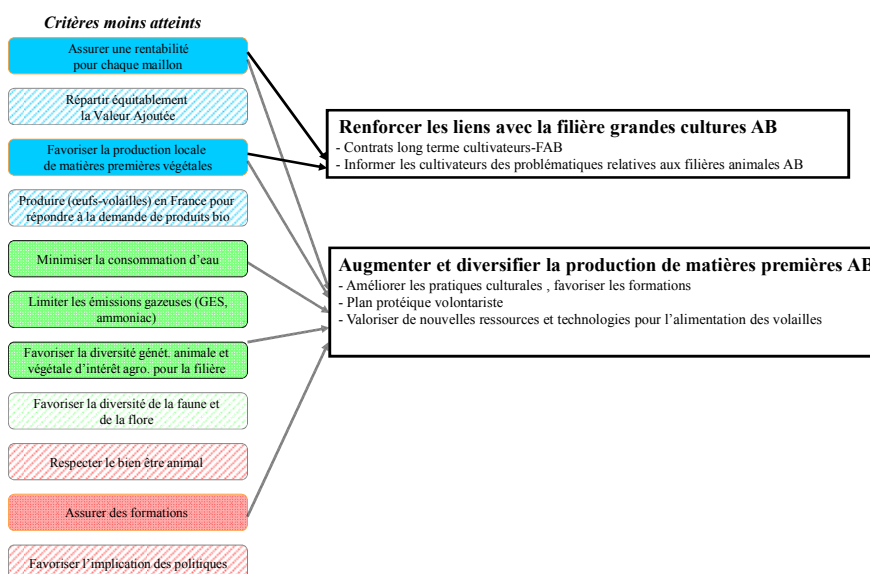 Critères moins atteints
Assurer une rentabilité
pour chaque maillon
Répartir équitablement
la Valeur Ajoutée
Favoriser la production locale
de matières premières végétales
Produire (œufs-volailles) en France pour
répondre à la demande de produits bio
Minimiser la consommation d'eau
Limiter les émissions gazeuses (GES,
ammoniac)
Favoriser la diversité génét. animale et
végétale d'intérêt agro. pour la filière
Favoriser la diversité de la faune et
de la flore
Respecter le bien être animal
Assurer des formations
Favoriser l'implication des politiques
Renforcer les liens avec la filière grandes cultures AB
- Contrats long terme cultivateurs-FAB
- Informer les cultivateurs des problématiques relatives aux filières animales AB
Augmenter et diversifier la production de matières premières AB
- Améliorer les pratiques culturales , favoriser les formations
- Plan protéique volontariste
- Valoriser de nouvelles ressources et technologies pour l'alimentation des volailles